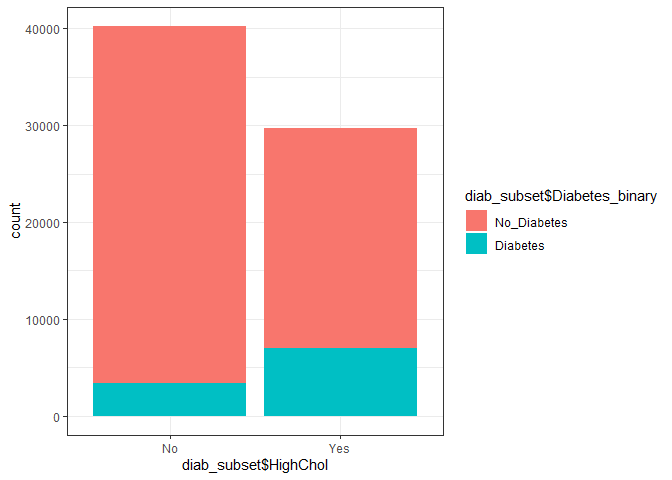 40000
30000
20000
10000
0
count
No Yes
diab_subset$HighChol
diab_subset$Diabetes_binary
No_Diabetes
Diabetes